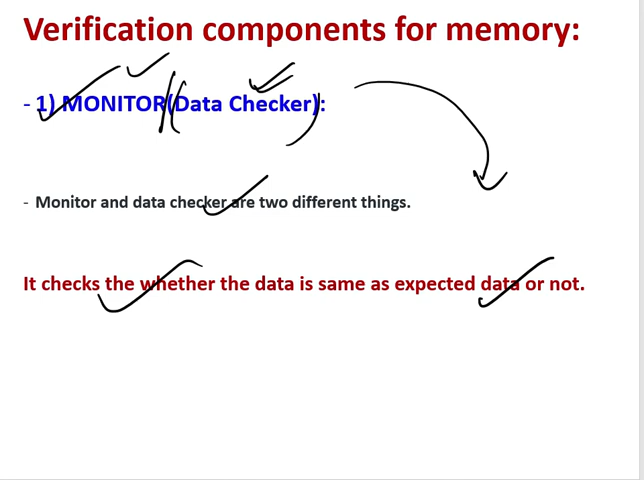 Verification components for memory:
- 1) MONITOR(Data Checker):
- Monitor and data checker are two different things.
It checks the whether the data is same as expected data or not.